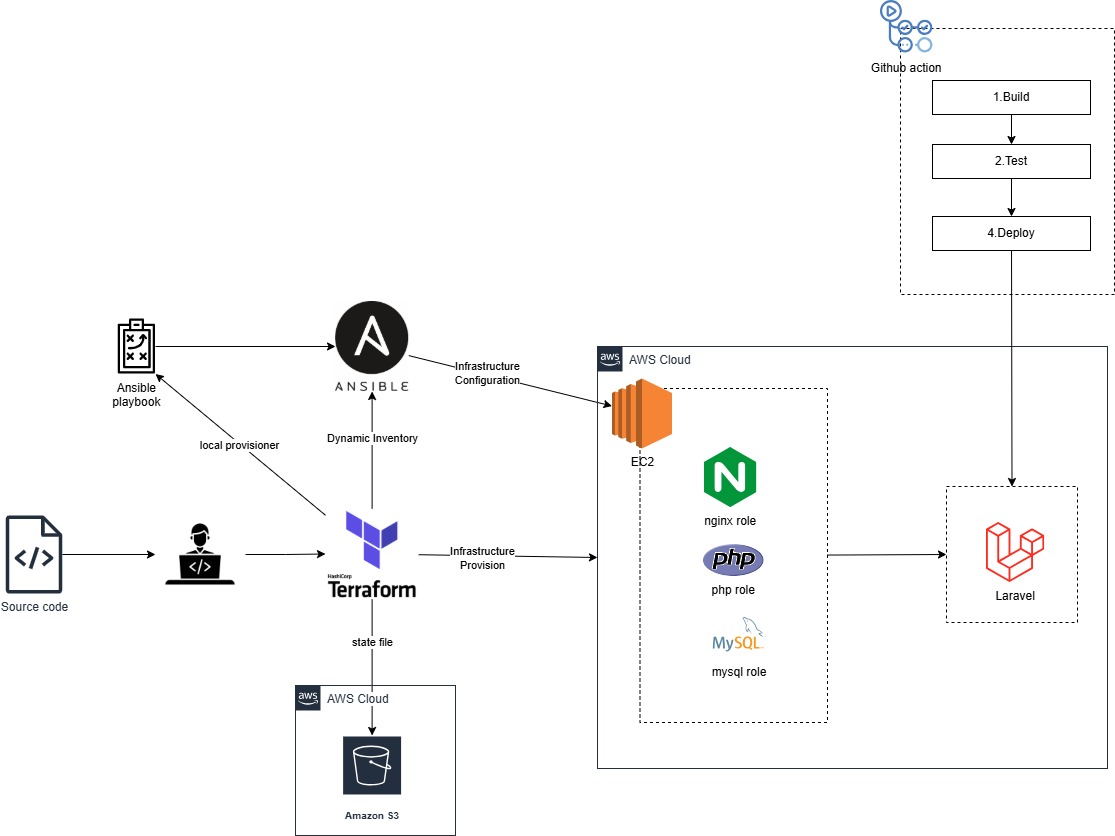 Github action
1.Build
2.Test
4.Deploy
ANSIBLE
Ansible
playbook
Infrastructure
Configuration
aws
AWS Cloud
EC2
local provisioner
Dynamic Inventory
N
nginx role
php
php role
MySQL
mysql role
Laravel
</>
Source code
</>
HashiCorp
Terraform
Infrastructure
Provision
state file
aws
AWS Cloud
Amazon S3